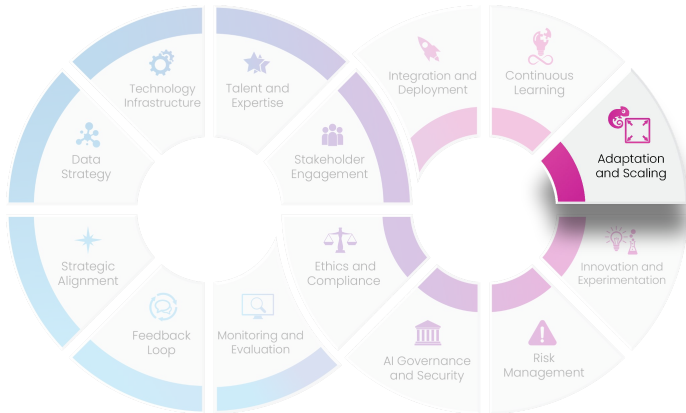 Technology
Infrastructure
Talent and
Expertise
Integration and
Deployment
Continuous
Learning
Data
Strategy
Stakeholder
Engagement
Adaptation
and Scaling
Strategic
Alignment
Ethics and
Compliance
Innovation and
Experimentation
Feedback
Loop
Monitoring and
Evaluation
AI Governance
and Security
Risk
Management